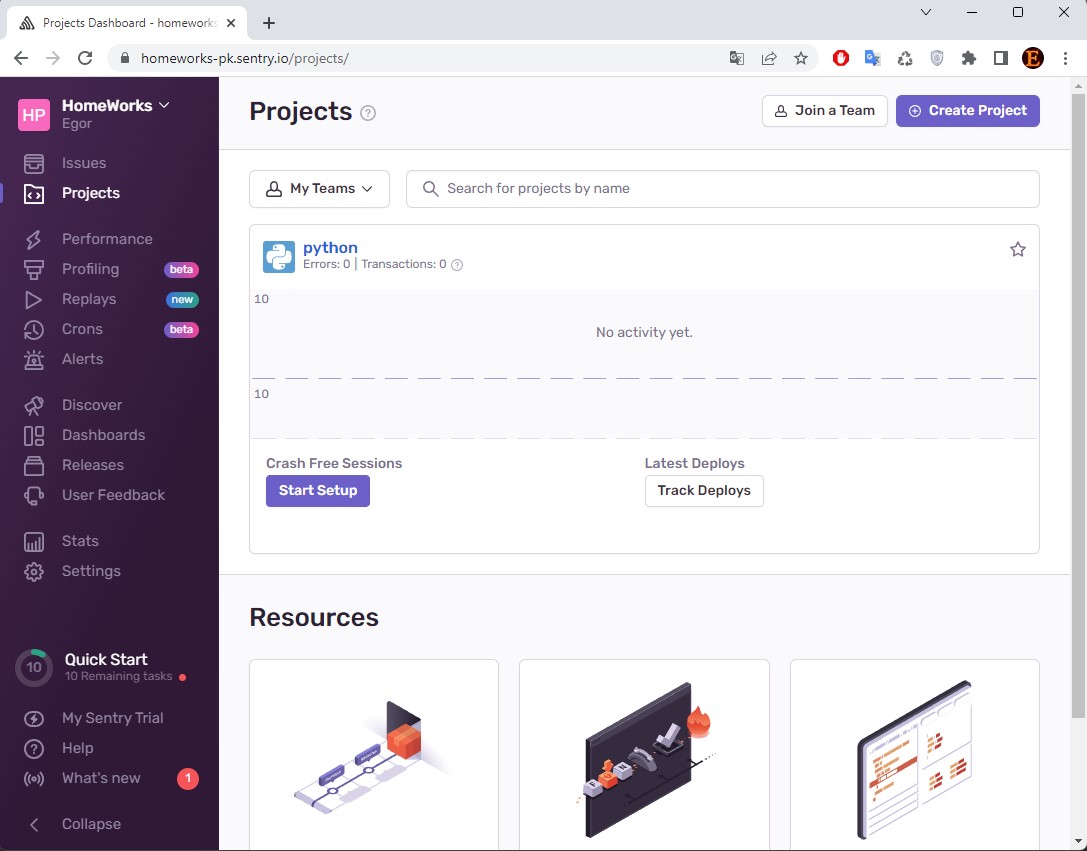 Projects Dashboard - homeworks
homeworks-pk.sentry.io/projects/
E
HP
HomeWorks
Egor
Issues
Projects
Performance
Profiling beta
Replays new
Crons beta
Alerts
Discover
Dashboards
Releases
User Feedback
Stats
Settings
10
Quick Start
10 Remaining tasks
My Sentry Trial
Help
What's new 1
Collapse
Projects
Join a Team
Create Project
My Teams
Search for projects by name
python
Errors: 0 | Transactions: 0
10
No activity yet.
10
Crash Free Sessions
Start Setup
Latest Deploys
Track Deploys
Resources